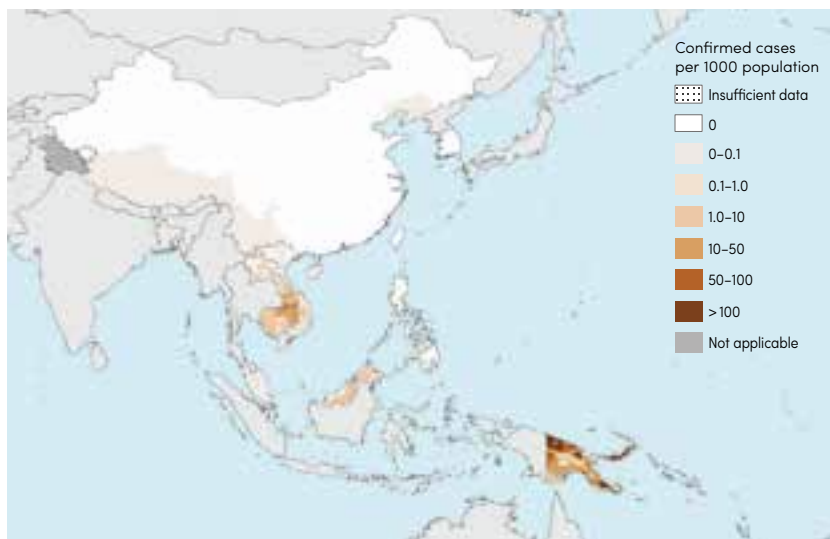 Confirmed cases
per 1000 population
Insufficient data
0
0–0.1
0.1–1.0
1.0–10
10–50
50–100
>100
Not applicable